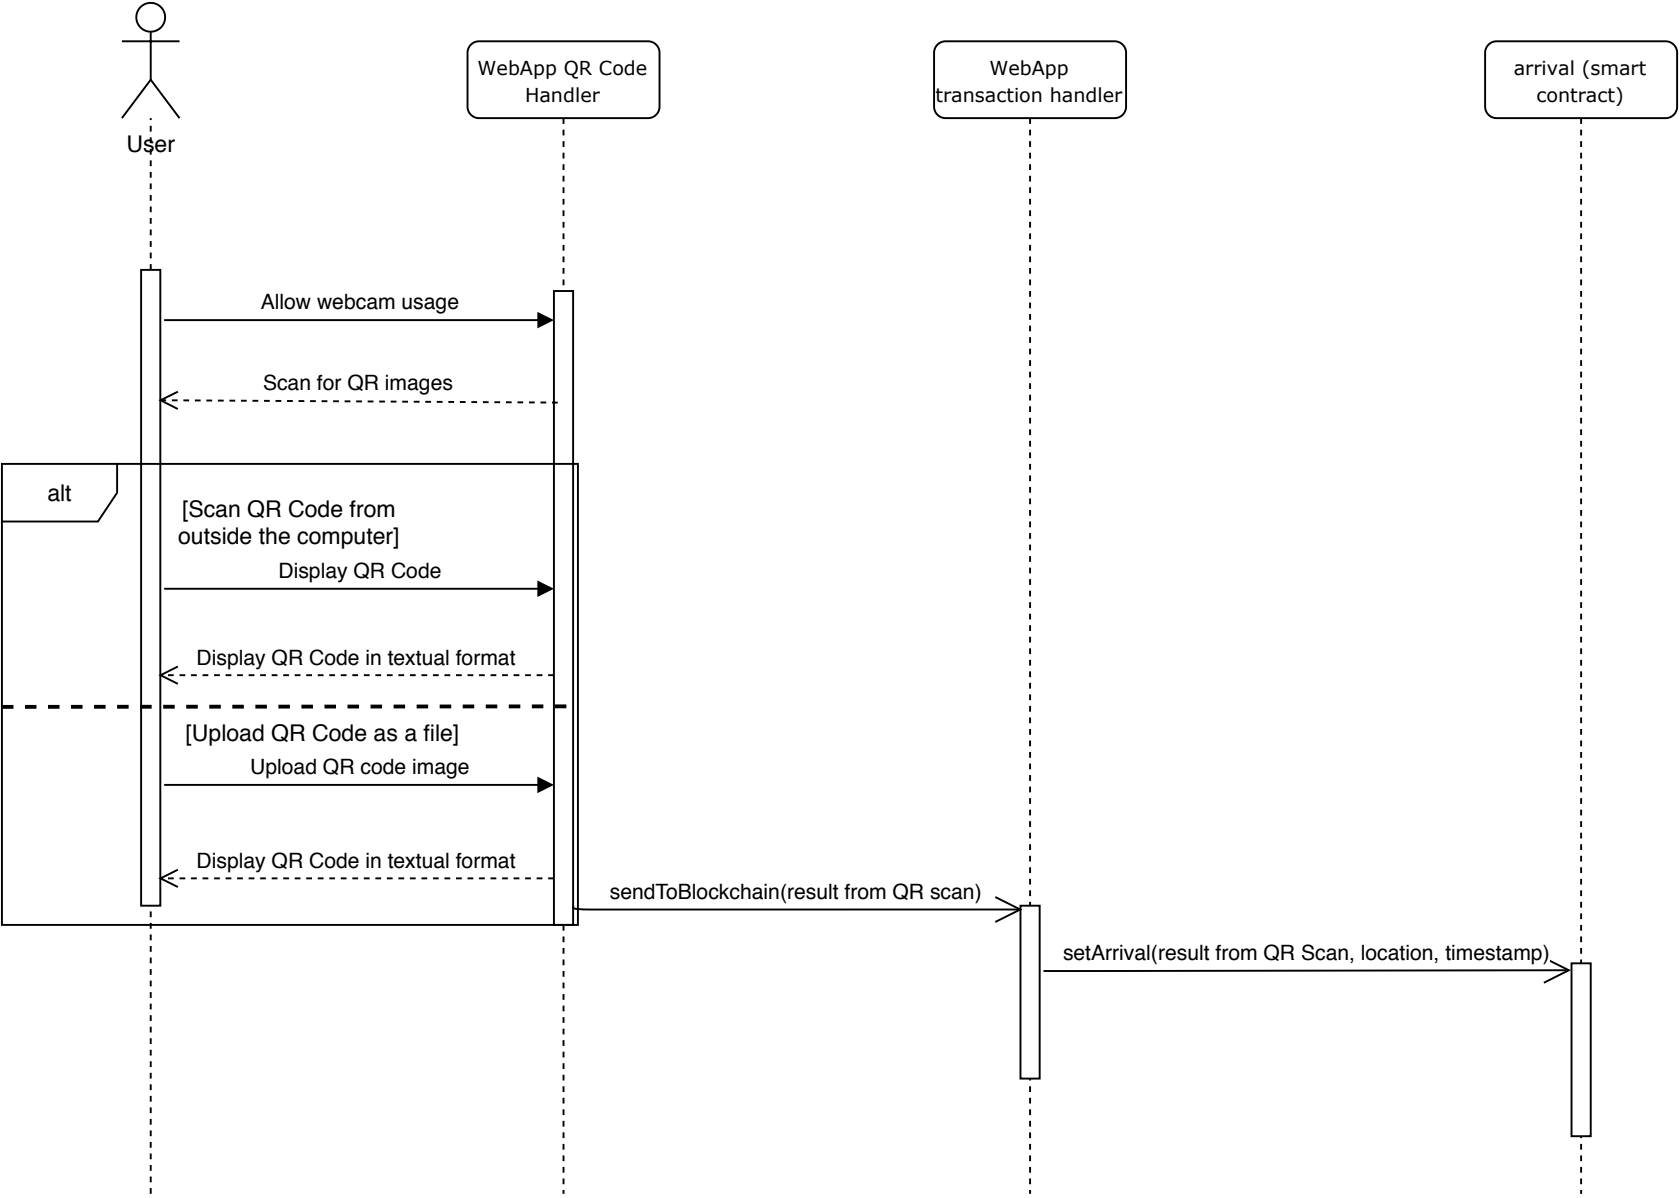 User
WebApp QR Code
Handler
WebApp
transaction handler
arrival (smart
contract)
Allow webcam usage
Scan for QR images
alt
[Scan QR Code from
outside the computer]
Display QR Code
Display QR Code in textual format
[Upload QR Code as a file]
Upload QR code image
Display QR Code in textual format
sendToBlockchain(result from QR scan)
setArrival(result from QR Scan, location, timestamp)